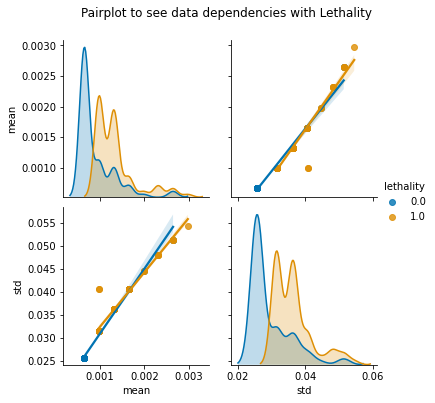 Pairplot to see data dependencies with Lethality
0.0030
0.0025
0.0020
0.0015
0.0010
mean
lethality
0.0
1.0
0.055
0.050
0.045
0.040
0.035
0.030
0.025
std
0.001 0.002 0.003
mean
0.02 0.04 0.06
std